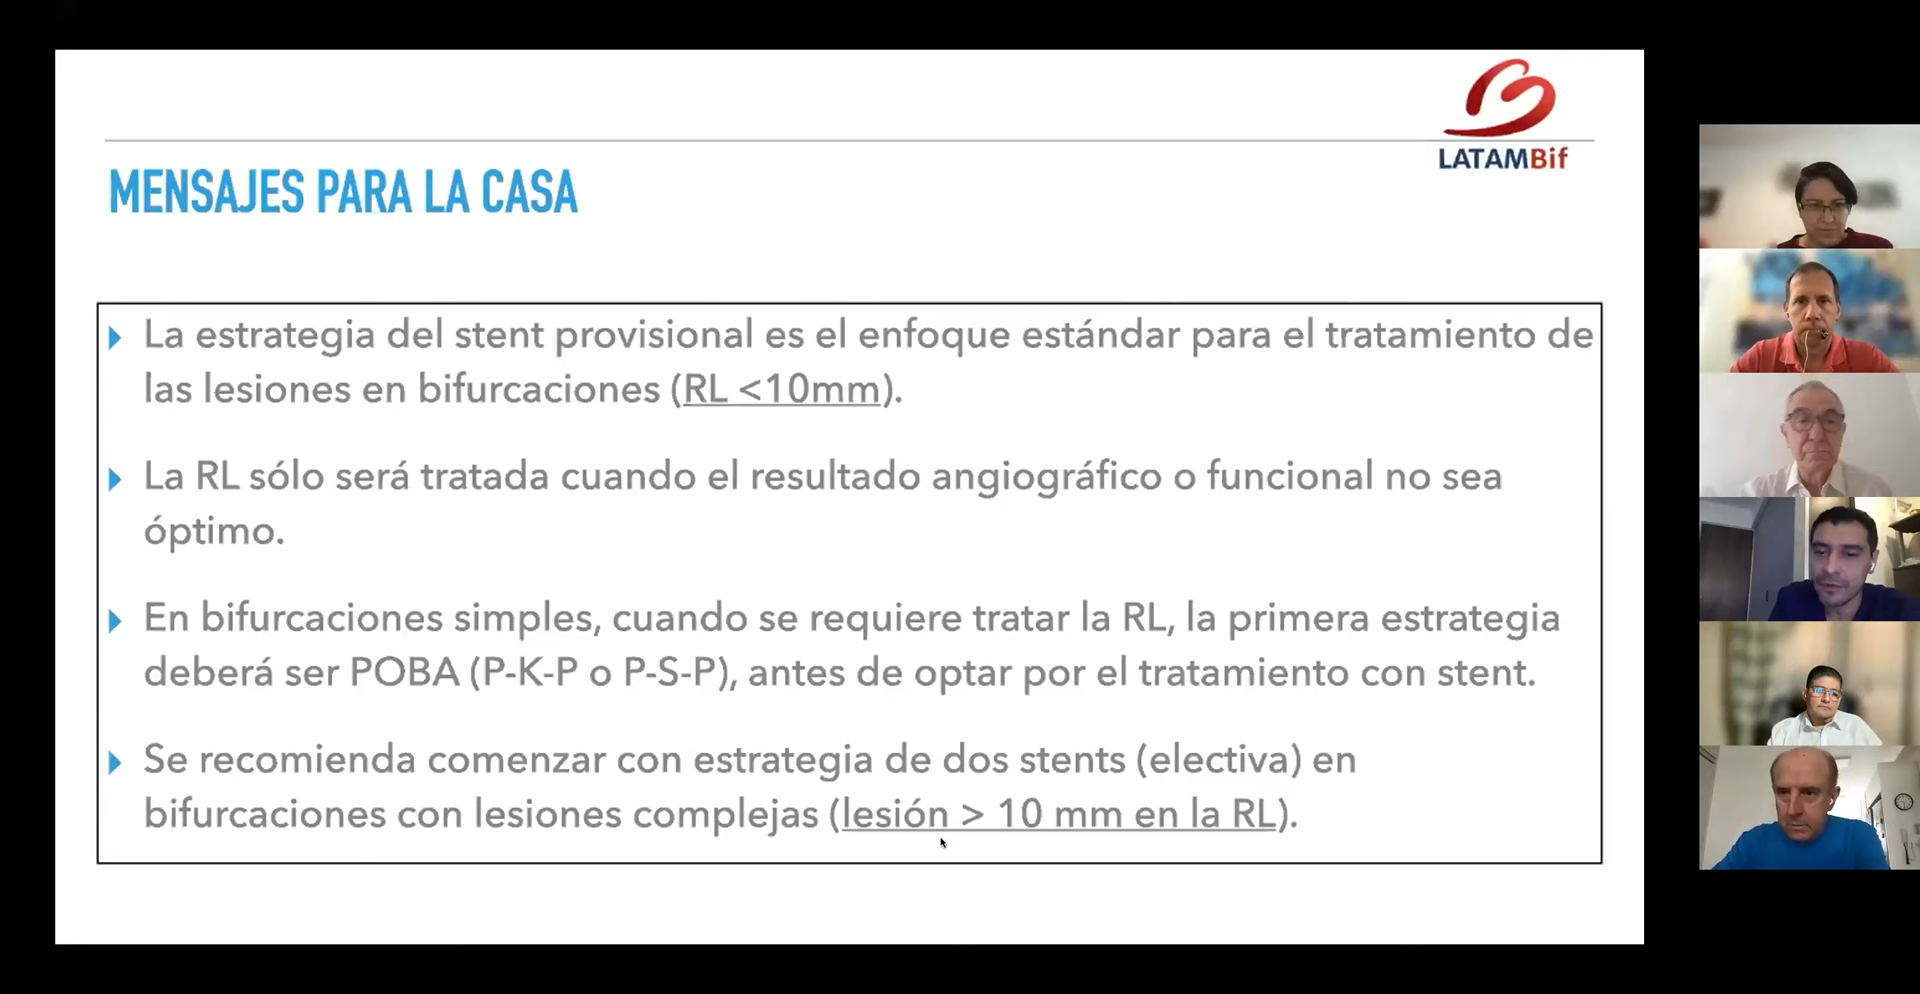 LATAMBif
MENSAJES PARA LA CASA
La estrategia del stent provisional es el enfoque estándar para el tratamiento de
las lesiones en bifurcaciones (RL <10mm).
La RL sólo será tratada cuando el resultado angiográfico o funcional no sea
óptimo.
En bifurcaciones simples, cuando se requiere tratar la RL, la primera estrategia
deberá ser POBA (P-K-P o P-S-P), antes de optar por el tratamiento con stent.
Se recomienda comenzar con estrategia de dos stents (electiva) en
bifurcaciones con lesiones complejas (lesión > 10 mm en la RL).